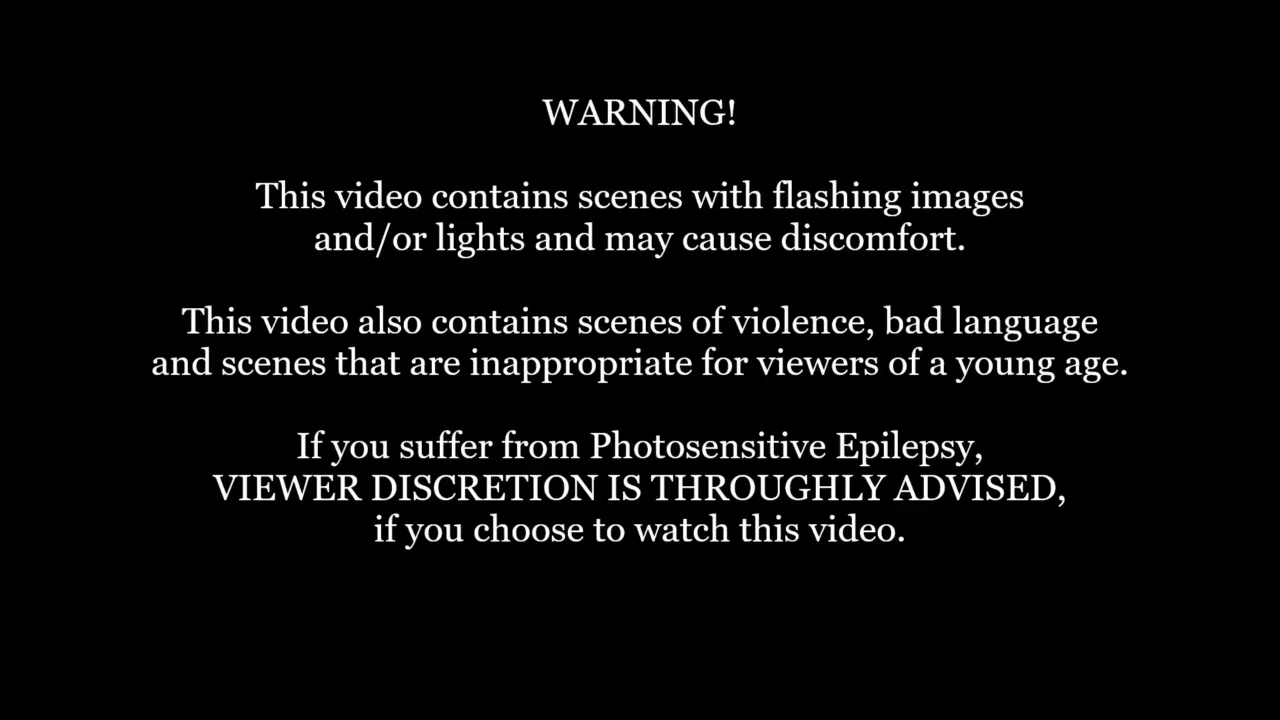 WARNING!
This video contains scenes with flashing images
and/or lights and may cause discomfort.
This video also contains scenes of violence, bad language
and scenes that are inappropriate for viewers of a young age.
If you suffer from Photosensitive Epilepsy,
VIEWER DISCRETION IS THROUGHLY ADVISED,
if you choose to watch this video.